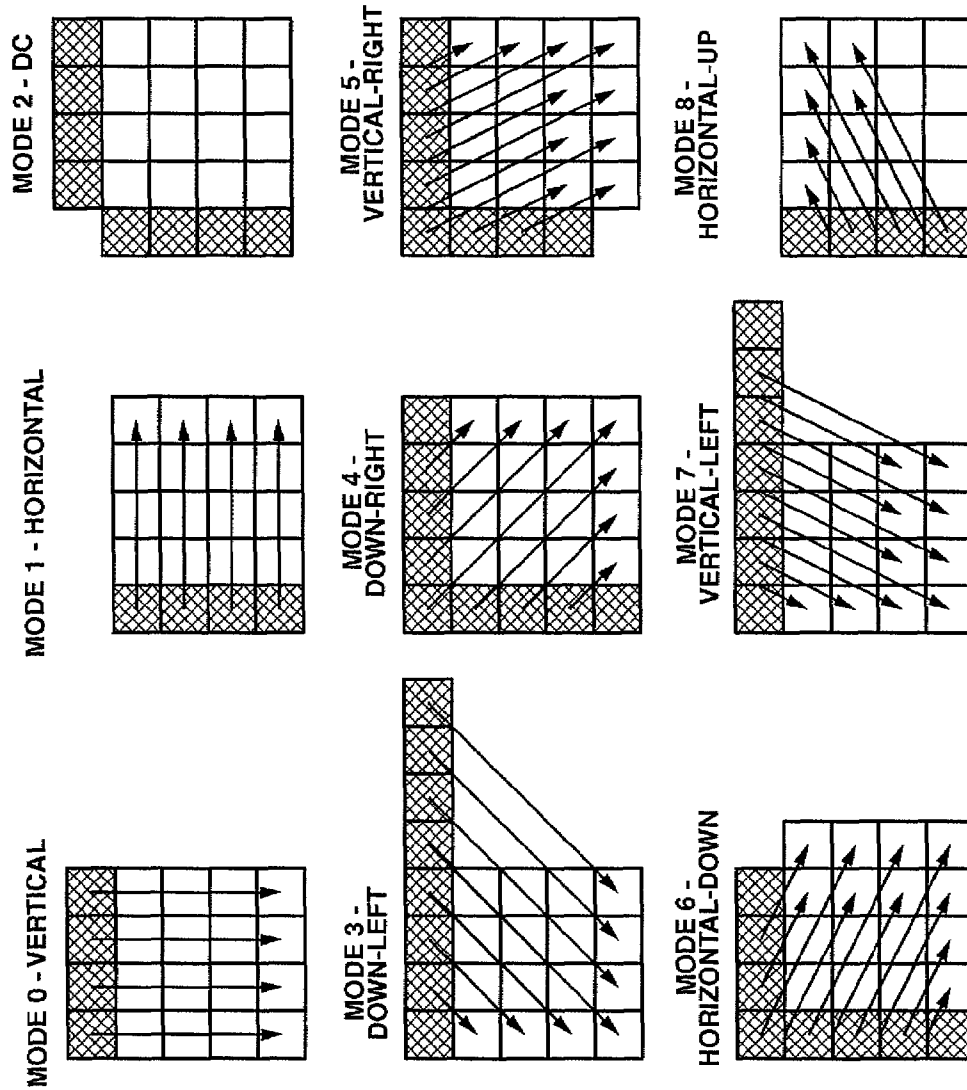 MODE 0 - VERTICAL
MODE 1 - HORIZONTAL
MODE 2 - DC
MODE 3 -
DOWN-LEFT
MODE 4 -
DOWN-RIGHT
MODE 5 -
VERTICAL-RIGHT
MODE 6 -
HORIZONTAL-DOWN
MODE 7 -
VERTICAL-LEFT
MODE 8 -
HORIZONTAL-UP